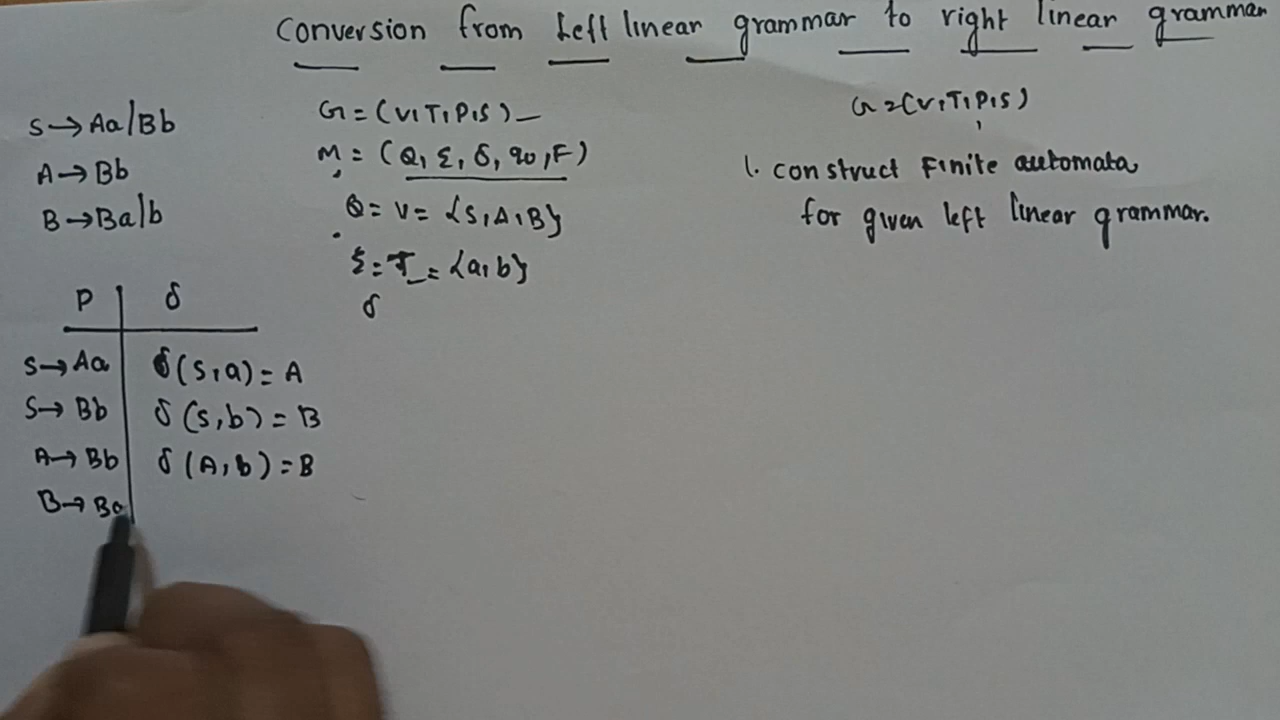 Conversion from Left linear grammar to right linear grammar
S→Aa/Bb
A→Bb
B→Ba/b
G = (V,T,P,S) –
M = (Q, Σ, δ, q0, F)
Q = V = {S, A, B}
Σ = T = {a, b}
δ
G = (V,T,P,S)
1. construct Finite automata
for given left linear grammar.
P | δ
S→Aa | δ(S,a) = A
S→Bb | δ(S,b) = B
A→Bb | δ(A,b) = B
B→Ba |